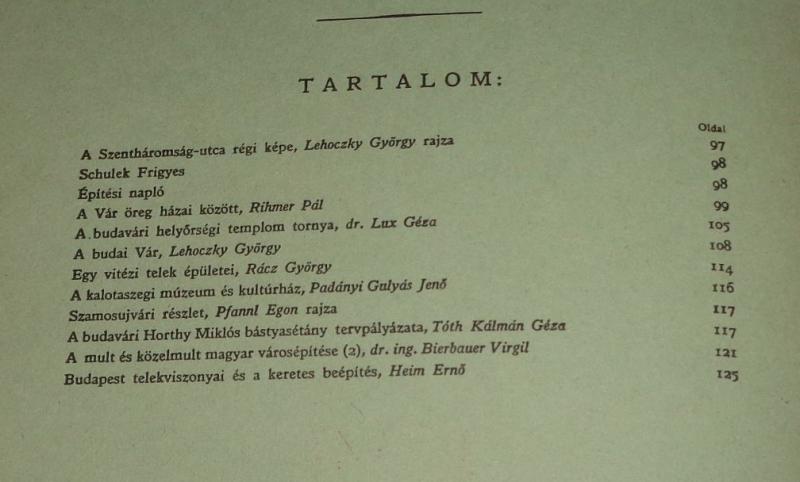 TARTALOM:
Oldal
A Szentháromság-utca régi képe, Lehoczky György rajza 97
Schulek Frigyes 98
Építési napló 98
A Vár öreg házai között, Rihmer Pál 99
A budavári helyőrségi templom tornya, dr. Lux Géza 105
A budai Vár, Lehoczky György 108
Egy vitézi telek épületei, Rácz György 114
A kalotaszegi múzeum és kultúrház, Padányi Gulyás Jenő 116
Szamosujvári részlet, Pfannl Egon rajza 117
A budavári Horthy Miklós bástyasétány tervpályázata, Tóth Kálmán Géza 117
A mult és közelmult magyar városépítése (2), dr. ing. Bierbauer Virgil 121
Budapest telekviszonyai és a keretes beépítés, Heim Ernő 125